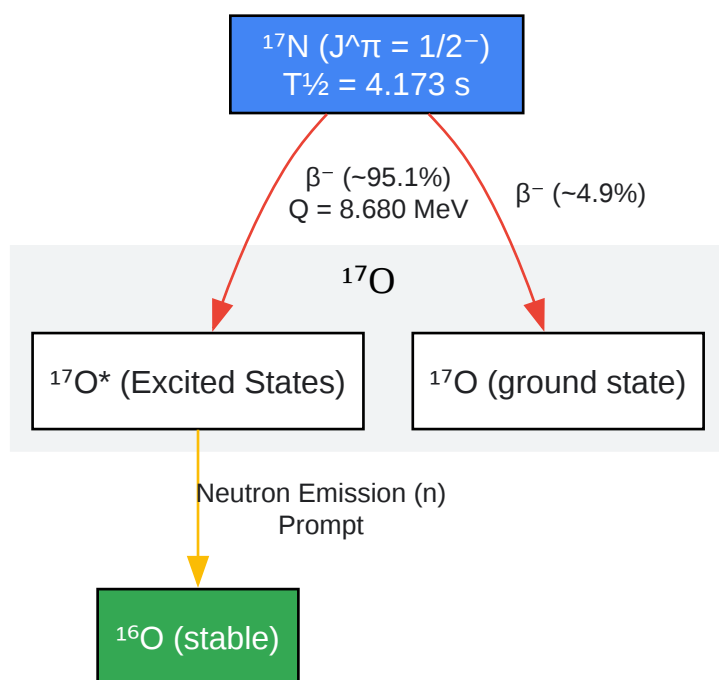 ¹⁷N (J^π = 1/2⁻)
T½ = 4.173 s
β⁻ (~95.1%)
Q = 8.680 MeV
β⁻ (~4.9%)
¹⁷O
¹⁷O* (Excited States)
¹⁷O (ground state)
Neutron Emission (n)
Prompt
¹⁶O (stable)